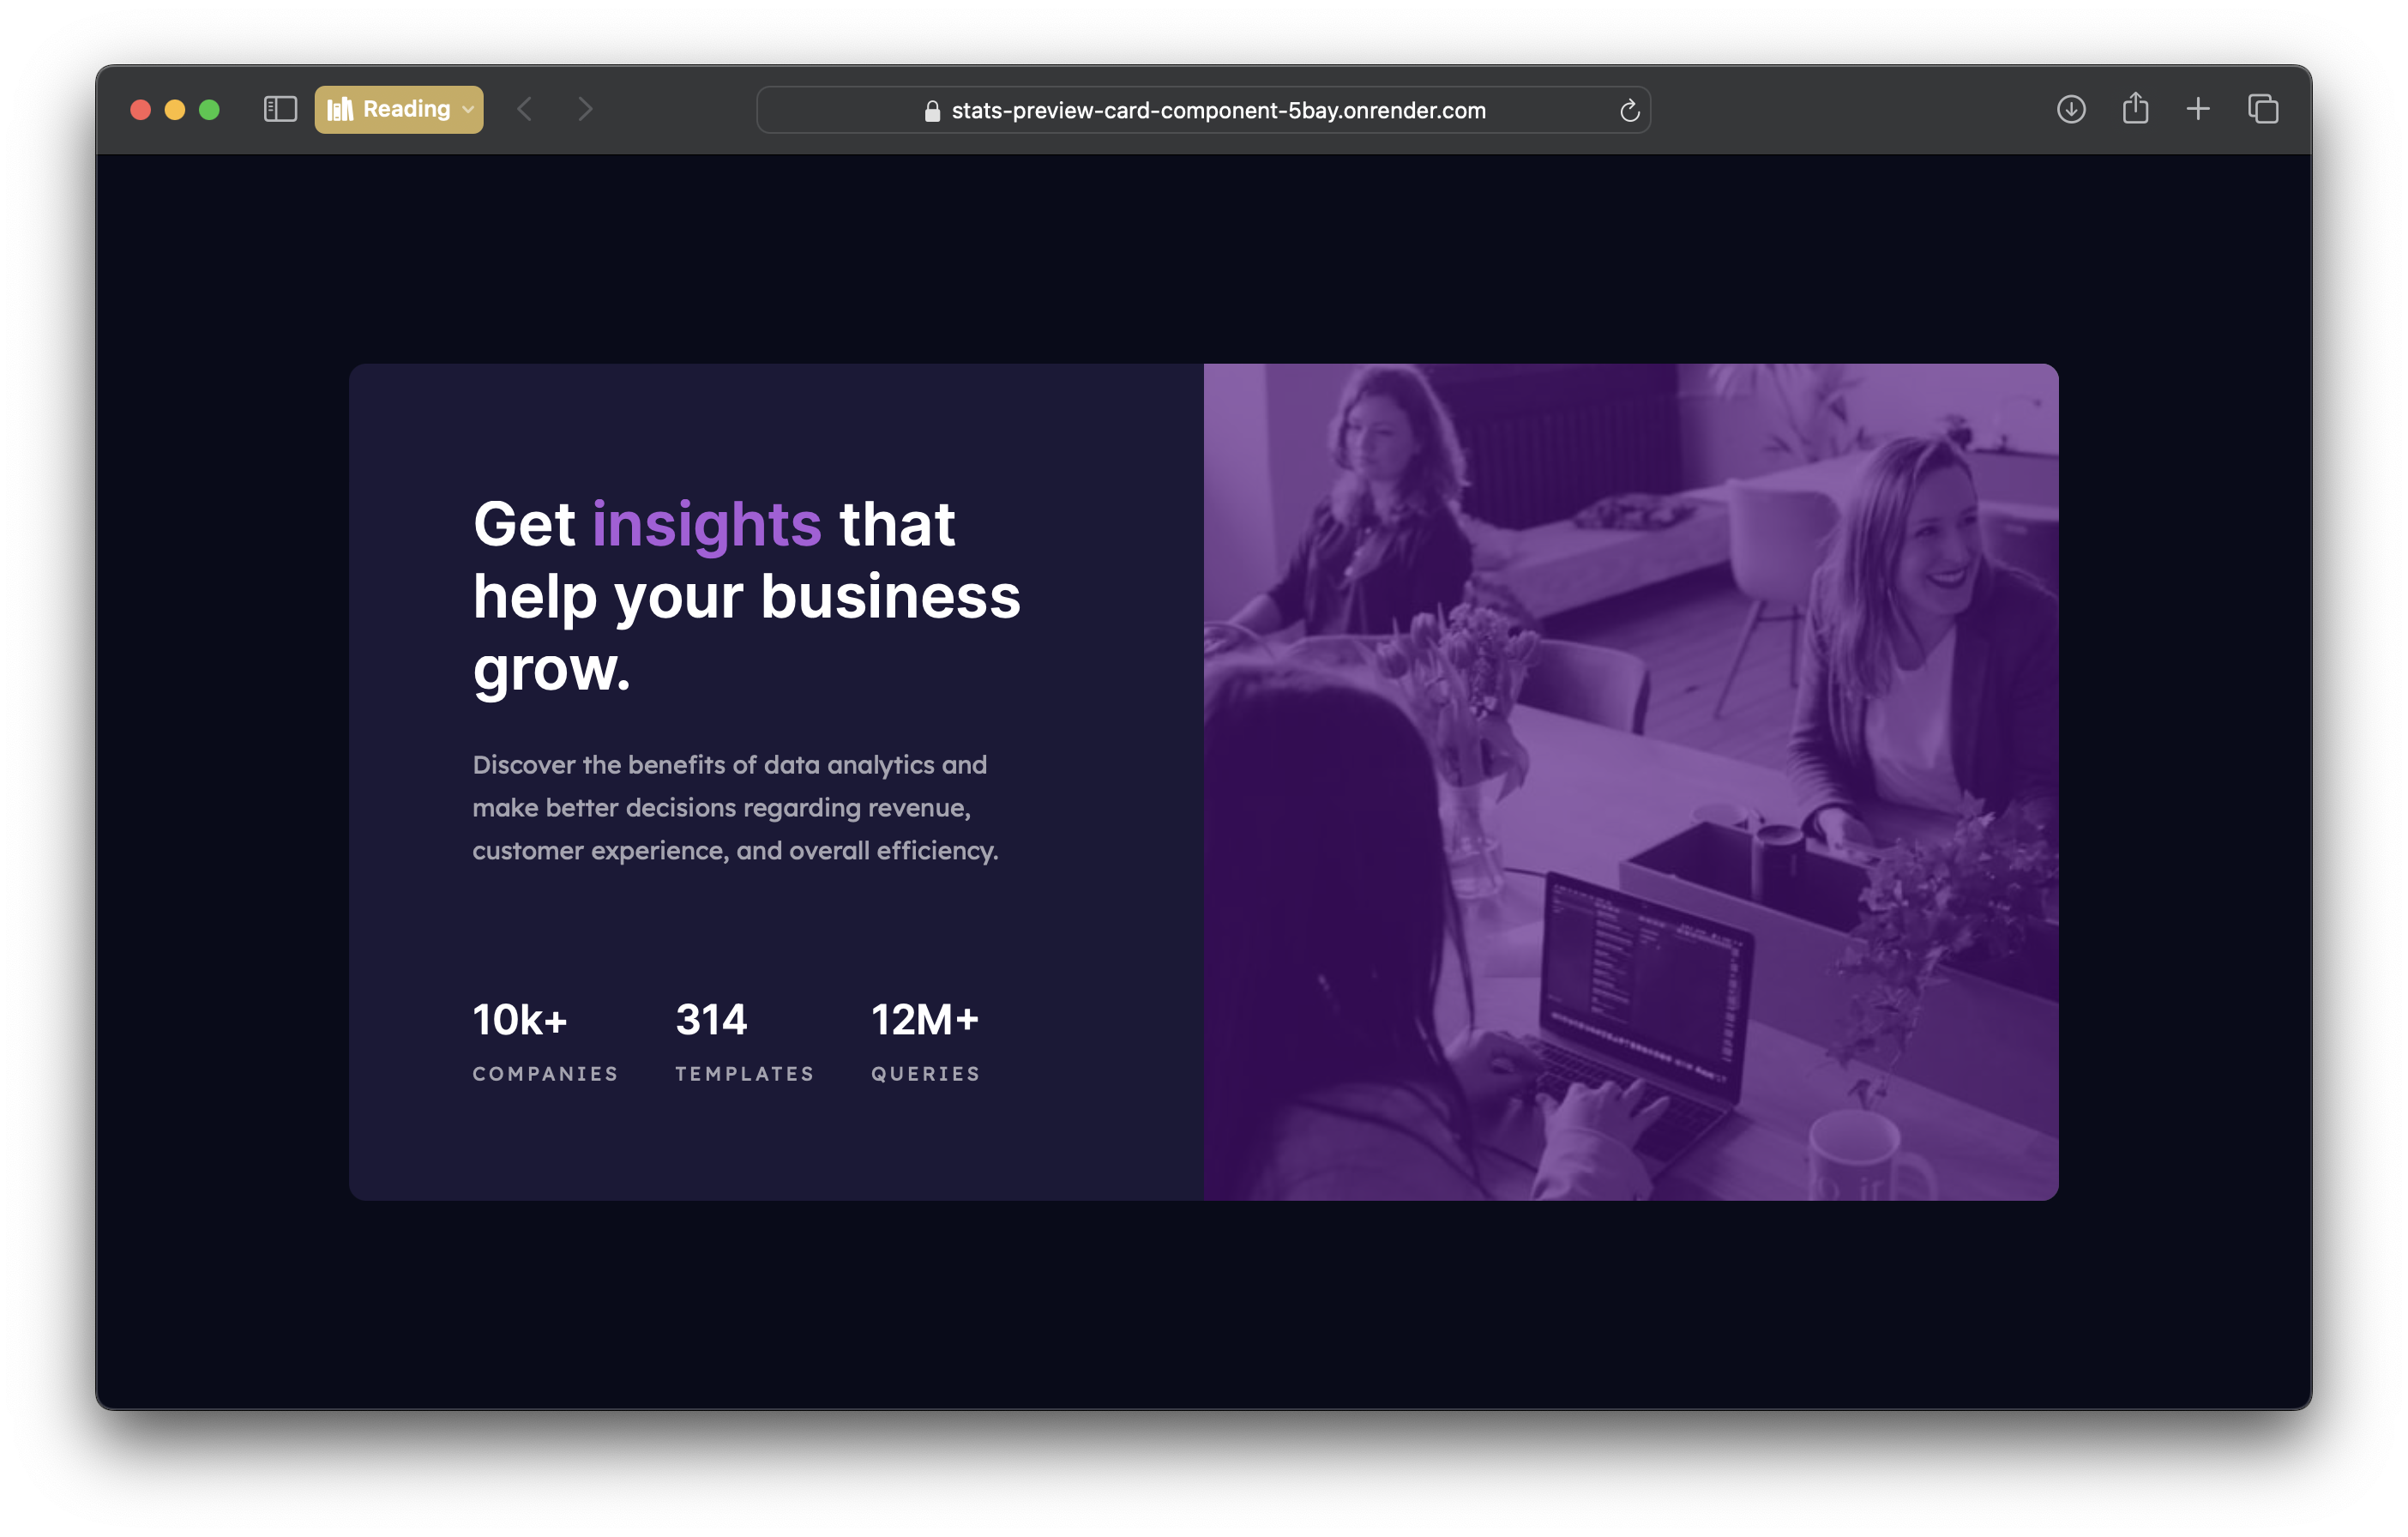 Reading
stats-preview-card-component-5bay.onrender.com
Get insights that
help your business
grow.
Discover the benefits of data analytics and
make better decisions regarding revenue,
customer experience, and overall efficiency.
10k+ 314 12M+
COMPANIES TEMPLATES QUERIES